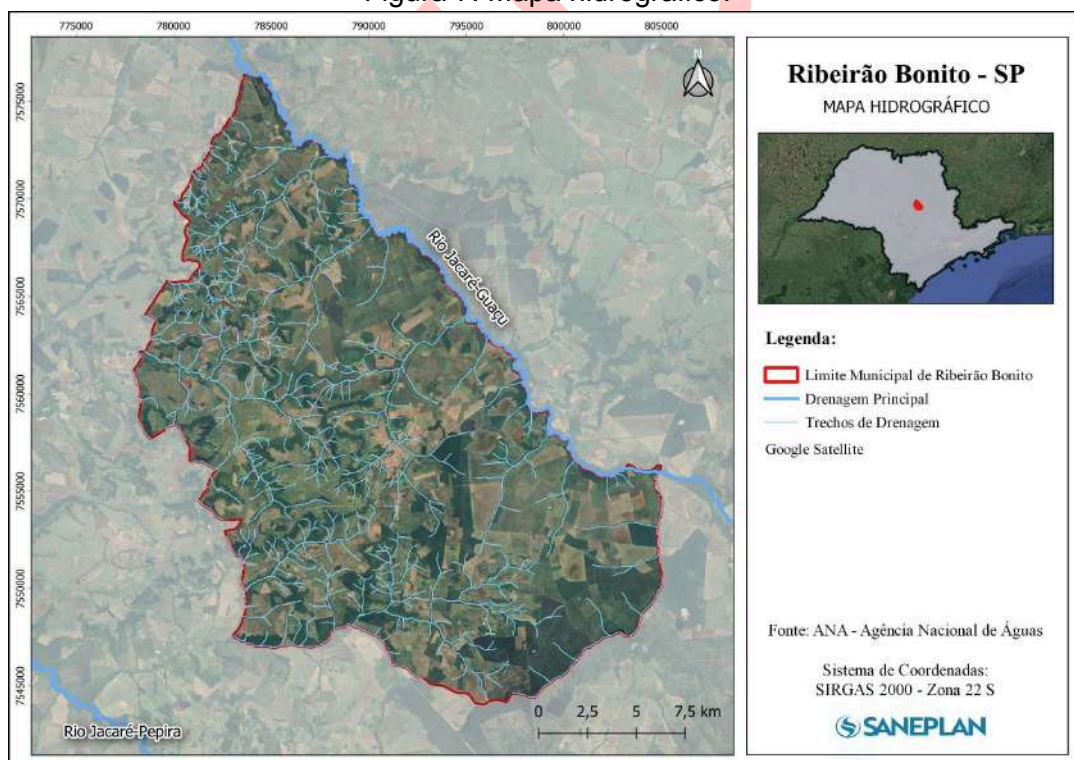 775000 780000 785000 790000 795000 800000 805000
7575000
7570000
7565000
7560000
7555000
7550000
7545000
N
Rio Jacaré-Guaçu
Rio Jacaré-Pepira
0 2,5 5 7,5 km
Ribeirão Bonito - SP
MAPA HIDROGRÁFICO
Legenda:
Limite Municipal de Ribeirão Bonito
Drenagem Principal
Trechos de Drenagem
Google Satellite
Fonte: ANA - Agência Nacional de Águas
Sistema de Coordenadas:
SIRGAS 2000 - Zona 22 S
SANEPLAN